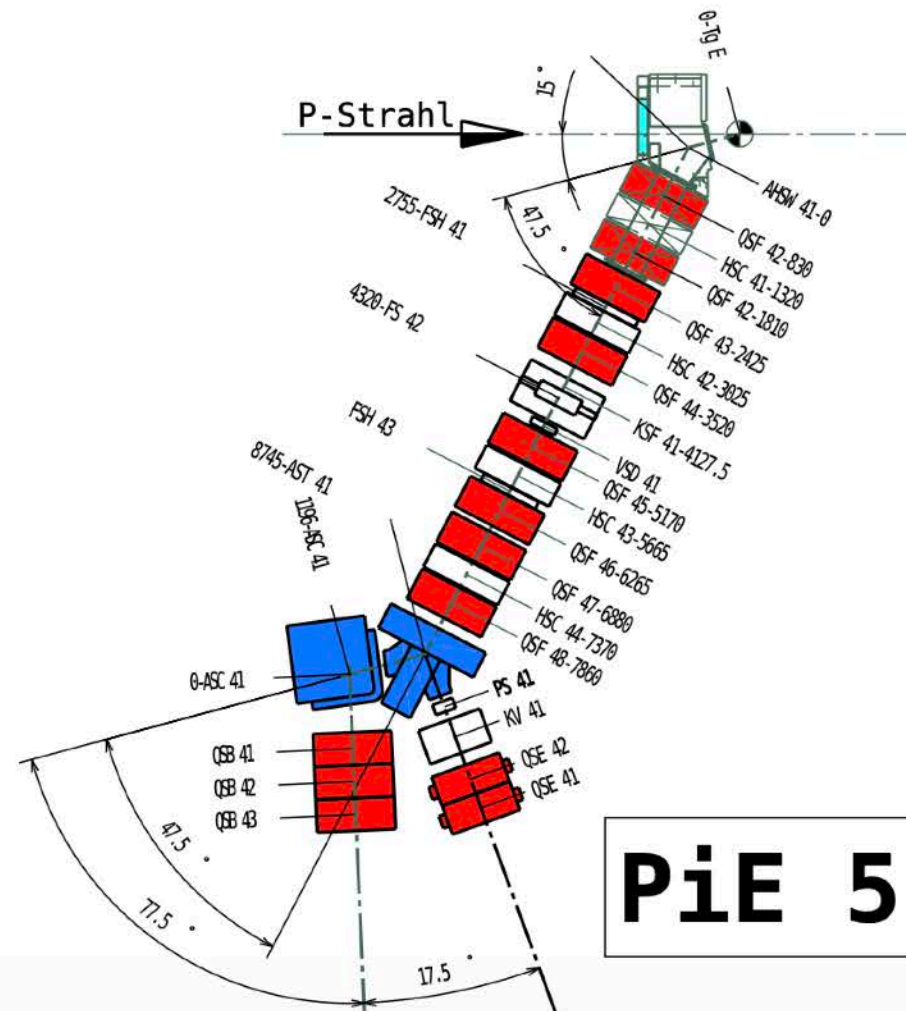 0-Tg E
15°
P-Strahl
AHSW 41-0
2755-FSH 41
47.5°
QSF 42-830
HSC 41-1320
QSF 42-1810
4320-FS 42
QSF 43-2425
HSC 42-3025
QSF 44-3520
KSF 41-4127.5
FSH 43
VSD 41
QSF 45-5170
8745-AST 41
HSC 43-5665
1196-ASC 41
QSF 46-6265
QSF 47-6880
HSC 44-7370
QSF 48-7860
0-ASC 41
PS 41
KV 41
QSB 41
QSE 42
QSB 42
QSE 41
QSB 43
47.5°
PiE 5
77.5°
17.5°